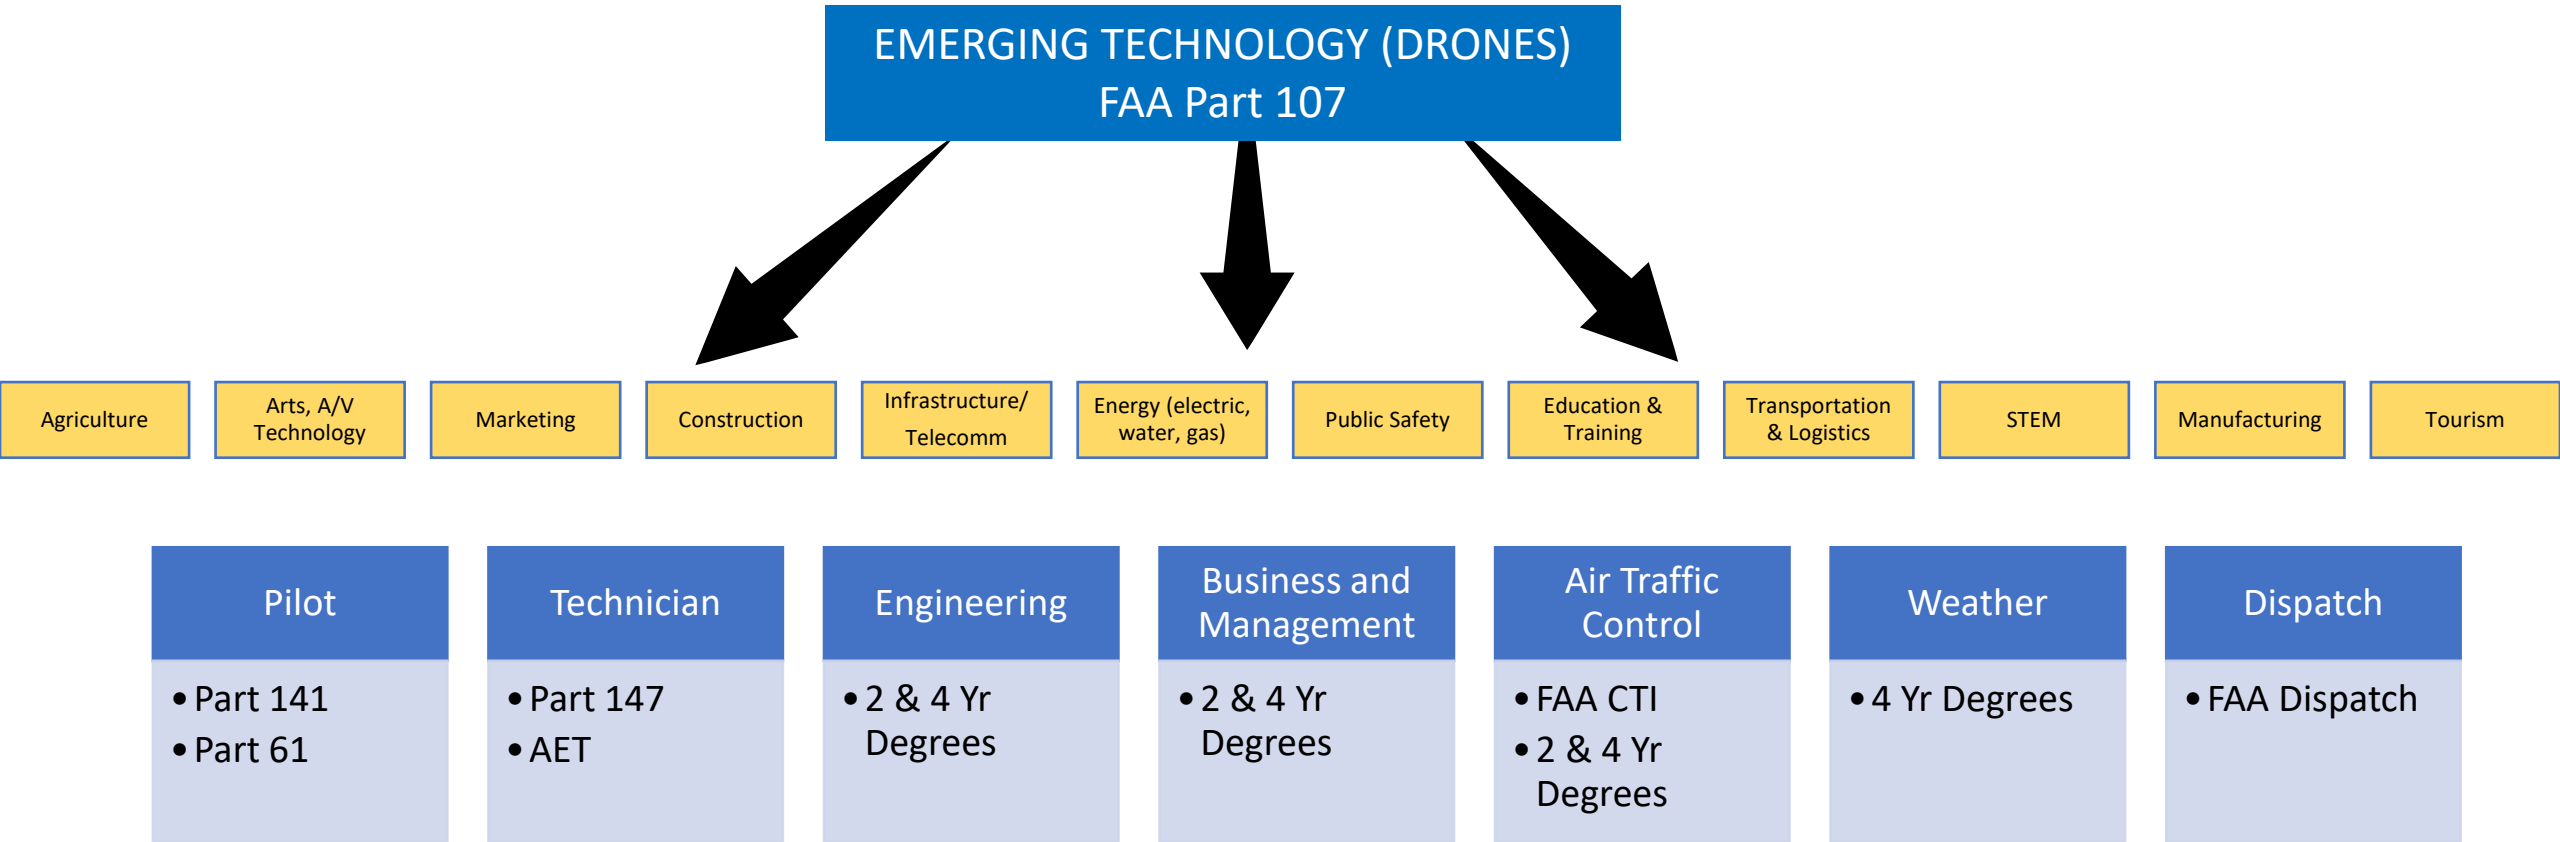 EMERGING TECHNOLOGY (DRONES)
FAA Part 107
Agriculture
Arts, A/V
Technology
Marketing
Construction
Infrastructure/
Telecomm
Energy (electric,
water, gas)
Public Safety
Education &
Training
Transportation
& Logistics
STEM
Manufacturing
Tourism
Pilot
• Part 141
• Part 61
Technician
• Part 147
• AET
Engineering
• 2 & 4 Yr
Degrees
Business and
Management
• 2 & 4 Yr
Degrees
Air Traffic
Control
• FAA CTI
• 2 & 4 Yr
Degrees
Weather
• 4 Yr Degrees
Dispatch
• FAA Dispatch